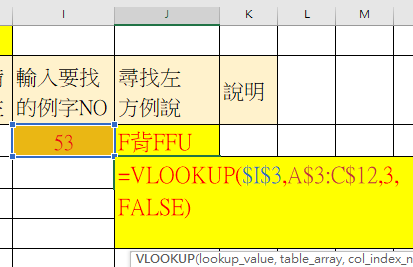 I J K L M
輸入要找 尋找左
的例字NO 方例說 說明
53 F背FFU
=VLOOKUP($I$3,A$3:C$12,3,
FALSE)
VLOOKUP(lookup_value, table_array, col_index_n